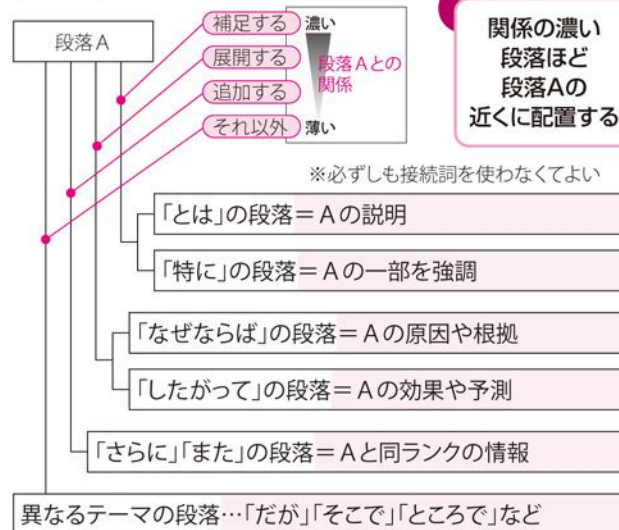 段落A
補足する
展開する
追加する
それ以外
濃い
段落Aとの
関係
薄い
関係の濃い
段落ほど
段落Aの
近くに配置する
※必ずしも接続詞を使わなくてよい
「とは」の段落=Aの説明
「特に」の段落=Aの一部を強調
「なぜならば」の段落=Aの原因や根拠
「したがって」の段落=Aの効果や予測
「さらに」「また」の段落=Aと同ランクの情報
異なるテーマの段落…「だが」「そこで」「ところで」など